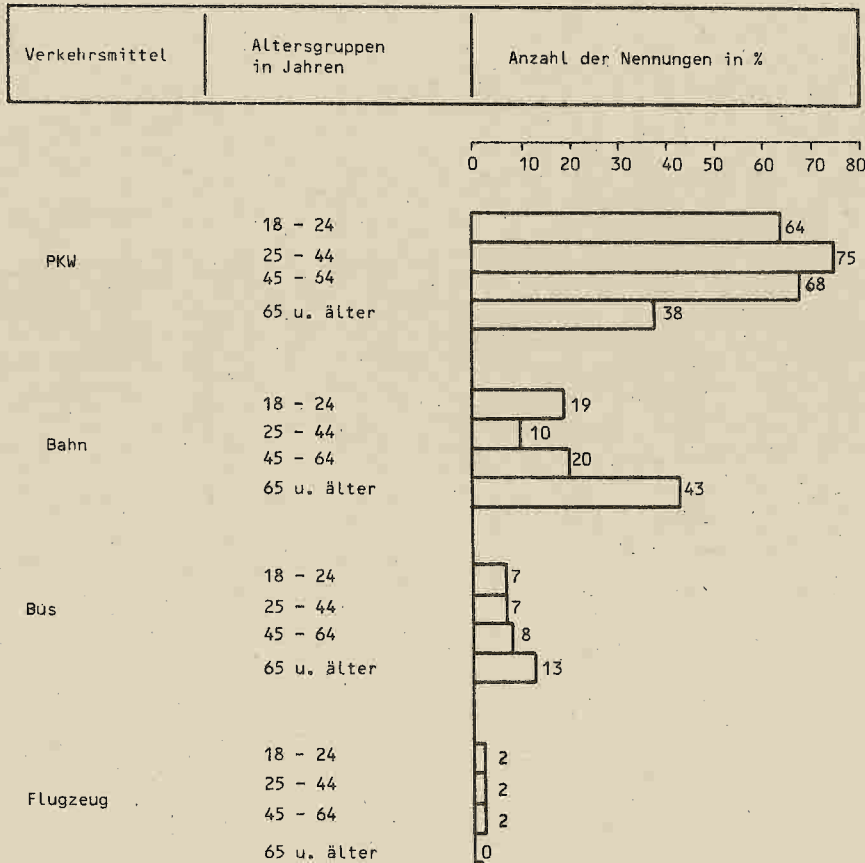 Verkehrsmittel Altersgruppen in Jahren Anzahl der Nennungen in %
0 10 20 30 40 50 60 70 80
PKW
18 - 24 64
25 - 44 75
45 - 64 68
65 u. älter 38
Bahn
18 - 24 19
25 - 44 10
45 - 64 20
65 u. älter 43
Bus
18 - 24 7
25 - 44 7
45 - 64 8
65 u. älter 13
Flugzeug
18 - 24 2
25 - 44 2
45 - 64 2
65 u. älter 0